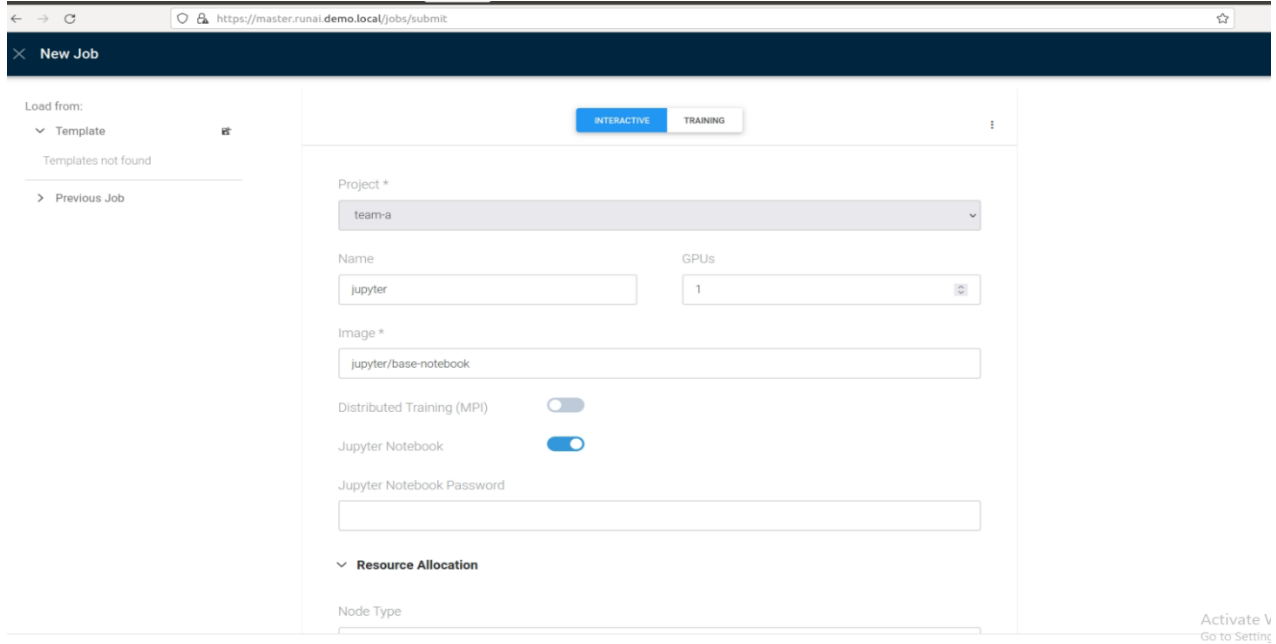 https://master.runai.demo.local/jobs/submit
New Job
Load from:
Template
Templates not found
Previous Job
INTERACTIVE TRAINING
Project *
team-a
Name GPUs
jupyter 1
Image *
jupyter/base-notebook
Distributed Training (MPI)
Jupyter Notebook
Jupyter Notebook Password
Resource Allocation
Node Type
Activate
Go to Setting